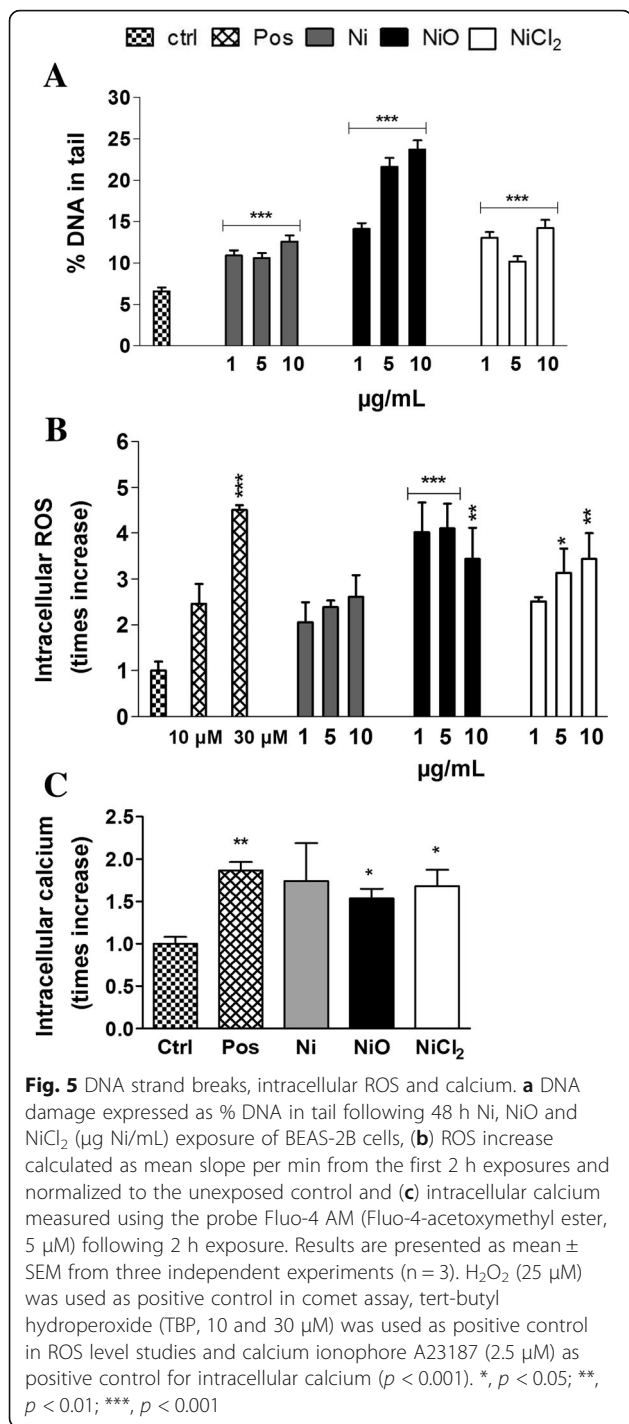 ctrl Pos Ni NiO NiCl₂
A
% DNA in tail
30
25
20
15
10
5
0
***
***
***
1 5 10 1 5 10 1 5 10
µg/mL
B
Intracellular ROS
(times increase)
6
5
4
3
2
1
0
***
***
**
*
**
10 µM 30 µM 1 5 10 1 5 10 1 5 10
µg/mL
C
Intracellular calcium
(times increase)
2.5
2.0
1.5
1.0
0.5
0.0
**
*
*
Ctrl Pos Ni NiO NiCl₂
Fig. 5 DNA strand breaks, intracellular ROS and calcium. a DNA
damage expressed as % DNA in tail following 48 h Ni, NiO and
NiCl₂ (µg Ni/mL) exposure of BEAS-2B cells, (b) ROS increase
calculated as mean slope per min from the first 2 h exposures and
normalized to the unexposed control and (c) intracellular calcium
measured using the probe Fluo-4 AM (Fluo-4-acetoxymethyl ester,
5 µM) following 2 h exposure. Results are presented as mean ±
SEM from three independent experiments (n = 3). H₂O₂ (25 µM)
was used as positive control in comet assay, tert-butyl
hydroperoxide (TBP, 10 and 30 µM) was used as positive control
in ROS level studies and calcium ionophore A23187 (2.5 µM) as
positive control for intracellular calcium (p < 0.001). *, p < 0.05; **,
p < 0.01; ***, p < 0.001